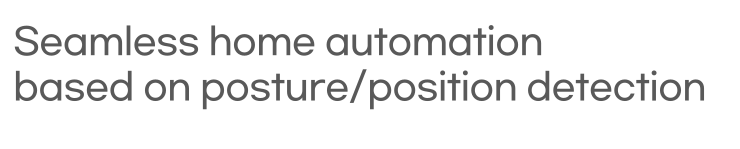 Seamless home automation
based on posture/position detection